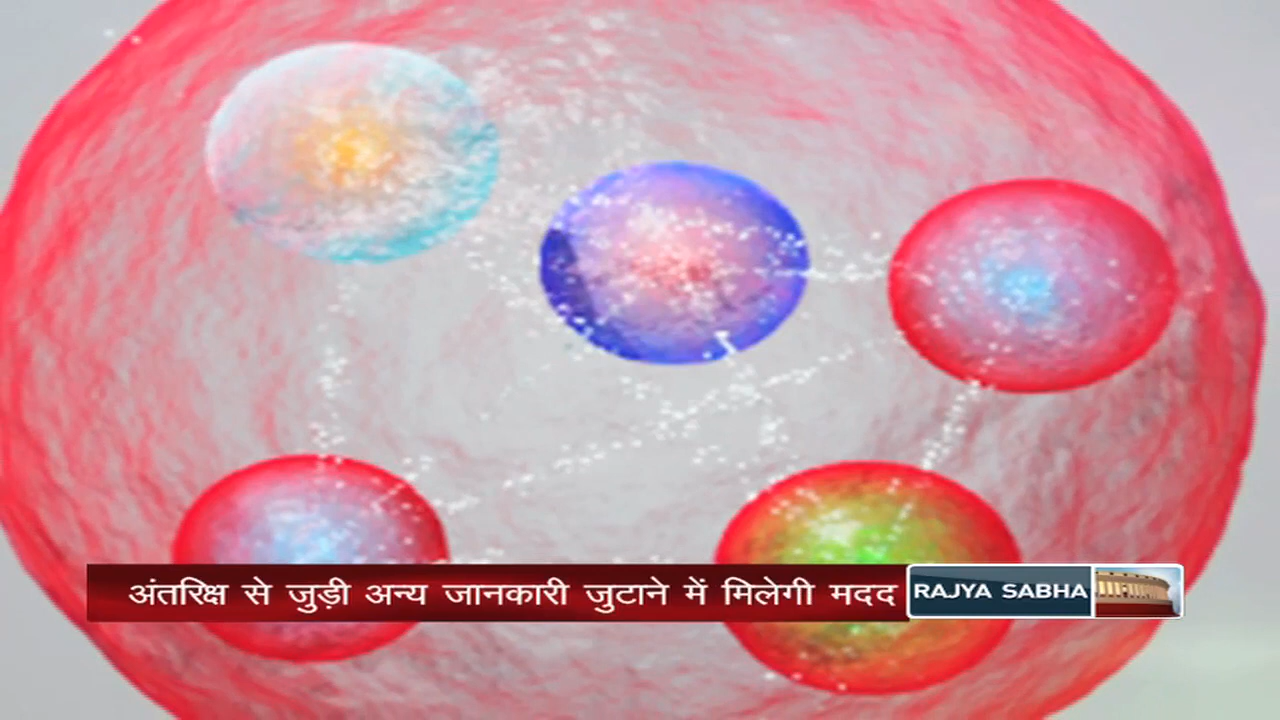 अंतरिक्ष से जुड़ी अन्य जानकारी जुटाने में मिलेगी मदद
RAJYA SABHA